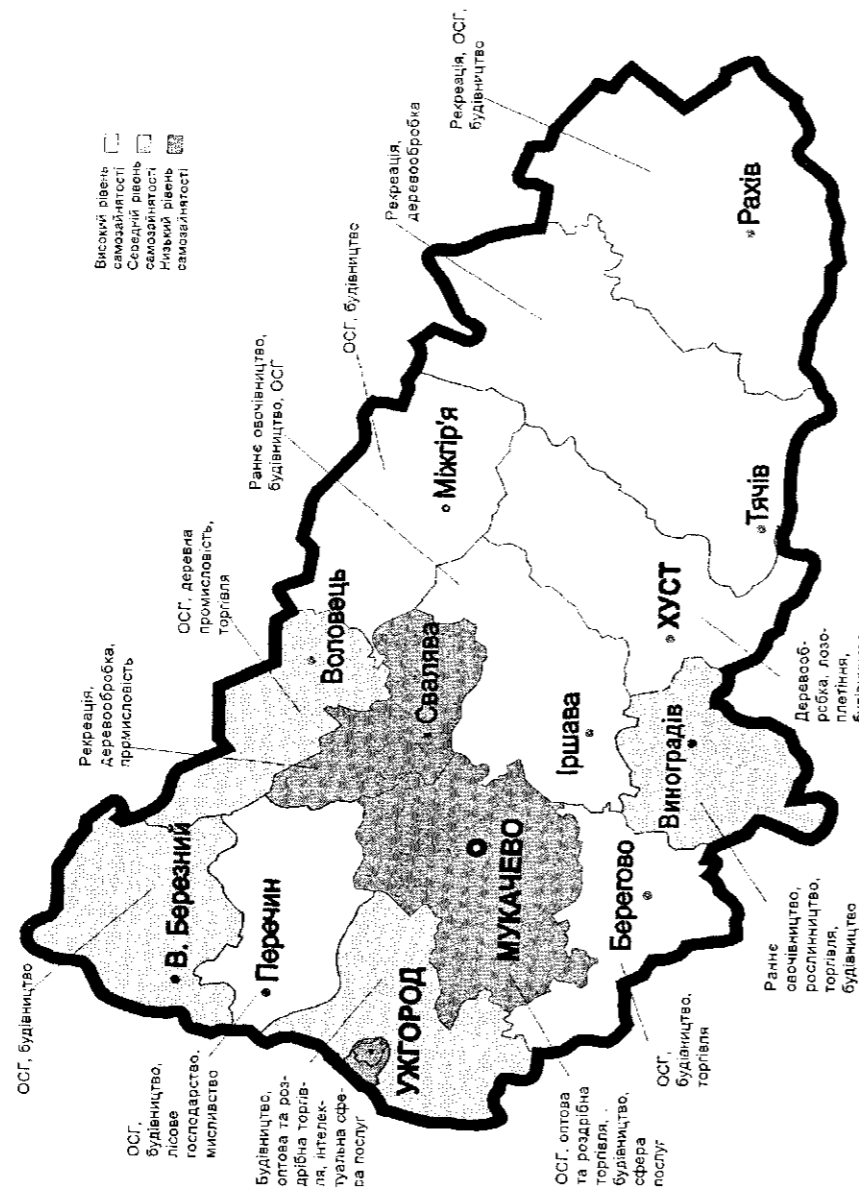 Високий рівень
самозайнятості
Середній рівень
самозайнятості
Низький рівень
самозайнятості
Рекреація, ОСГ,
будівництво
Рекреація,
деревообробка
ОСГ, будівництво
Раннє овочівництво,
будівництво, ОСГ
ОСГ, деревна
промисловість,
торгівля
Рекреація,
деревообробка,
промисловість
ОСГ, будівництво
ОСГ,
будівництво,
лісове
господарство,
мисливство
Будівництво,
оптова та роз-
дрібна торгів-
ля, інтелек-
туальна сфе-
ра послуг
ОСГ, оптова
та роздрібна
торгівля,
будівництво,
сфера
послуг
ОСГ,
будівництво,
торгівля
Раннє
овочівництво,
рослинництво,
торгівля,
будівництво
Деревооб-
робка, лозо-
плетіння,
В. Березний
Перечин
УЖГОРОД
МУКАЧЕВО
Свалява
Воловець
Міжгір'я
Іршава
Берегово
Виноградів
ХУСТ
Тячів
Рахів